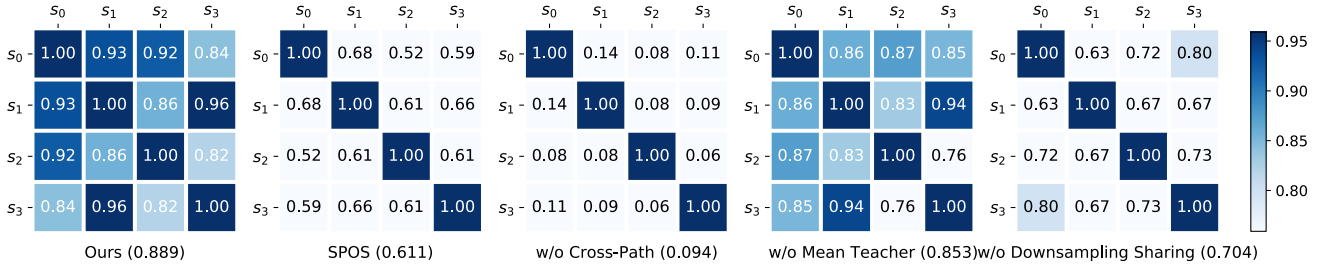 s0 s1 s2 s3
s0 1.00 0.93 0.92 0.84
s1 0.93 1.00 0.86 0.96
s2 0.92 0.86 1.00 0.82
s3 0.84 0.96 0.82 1.00
Ours (0.889)
s0 s1 s2 s3
s0 1.00 0.68 0.52 0.59
s1 0.68 1.00 0.61 0.66
s2 0.52 0.61 1.00 0.61
s3 0.59 0.66 0.61 1.00
SPOS (0.611)
s0 s1 s2 s3
s0 1.00 0.14 0.08 0.11
s1 0.14 1.00 0.08 0.09
s2 0.08 0.08 1.00 0.06
s3 0.11 0.09 0.06 1.00
w/o Cross-Path (0.094)
s0 s1 s2 s3
s0 1.00 0.86 0.87 0.85
s1 0.86 1.00 0.83 0.94
s2 0.87 0.83 1.00 0.76
s3 0.85 0.94 0.76 1.00
w/o Mean Teacher (0.853)
s0 s1 s2 s3
s0 1.00 0.63 0.72 0.80
s1 0.63 1.00 0.67 0.67
s2 0.72 0.67 1.00 0.73
s3 0.80 0.67 0.73 1.00
w/o Downsampling Sharing (0.704)
0.95
0.90
0.85
0.80